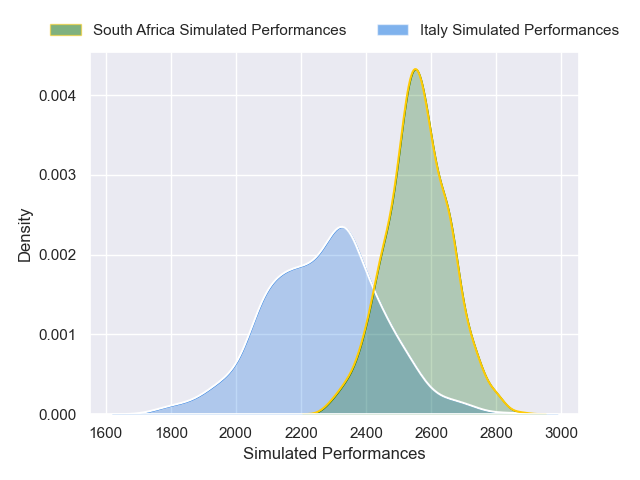 South Africa Simulated Performances Italy Simulated Performances
0.004
0.003
0.002
0.001
0.000
Density
1600 1800 2000 2200 2400 2600 2800 3000
Simulated Performances